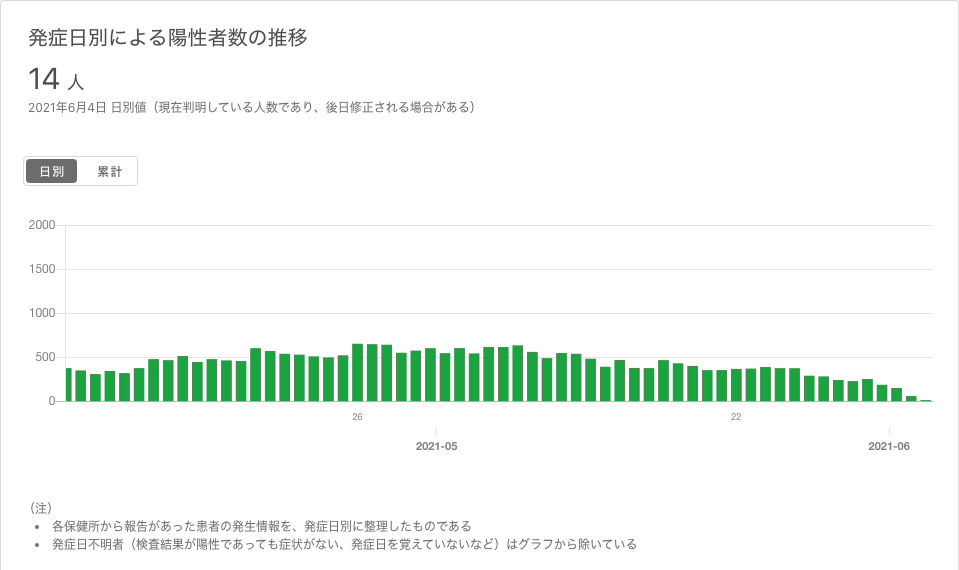 発症日別による陽性者数の推移
14 人
2021年6月4日 日別値（現在判明している人数であり、後日修正される場合がある）
日別 累計
2000
1500
1000
500
0
26 22
2021-05 2021-06
（注）
• 各保健所から報告があった患者の発生情報を、発症日別に整理したものである
• 発症日不明者（検査結果が陽性であっても症状がない、発症日を覚えていないなど）はグラフから除いている